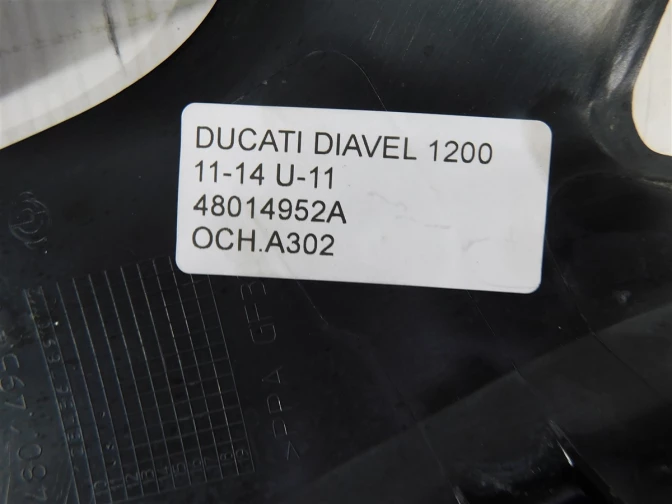 DUCATI DIAVEL 1200
11-14 U-11
48014952A
OCH.A302